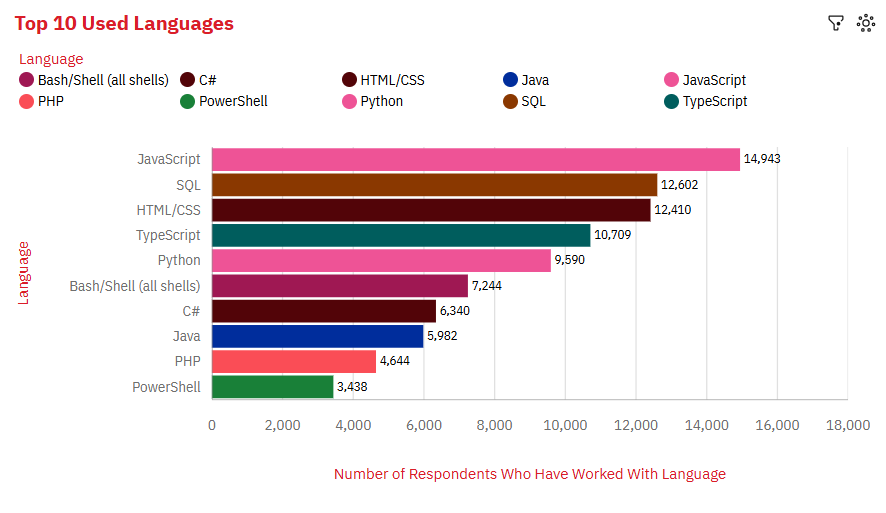 Top 10 Used Languages
Language
Bash/Shell (all shells) C# HTML/CSS Java JavaScript
PHP PowerShell Python SQL TypeScript
Language
JavaScript 14,943
SQL 12,602
HTML/CSS 12,410
TypeScript 10,709
Python 9,590
Bash/Shell (all shells) 7,244
C# 6,340
Java 5,982
PHP 4,644
PowerShell 3,438
0 2,000 4,000 6,000 8,000 10,000 12,000 14,000 16,000 18,000
Number of Respondents Who Have Worked With Language